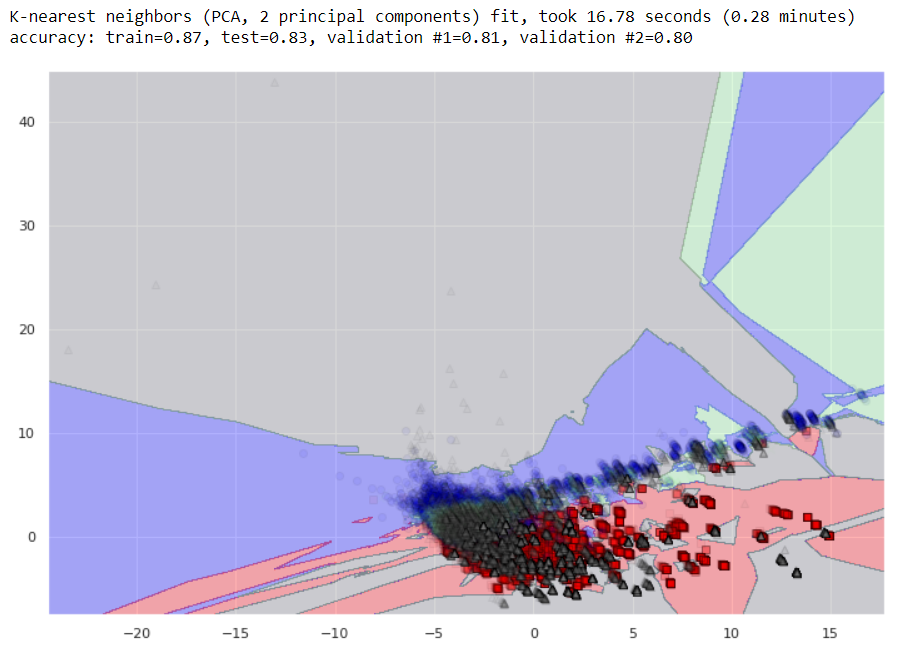 K-nearest neighbors (PCA, 2 principal components) fit, took 16.78 seconds (0.28 minutes)
accuracy: train=0.87, test=0.83, validation #1=0.81, validation #2=0.80
40
30
20
10
0
−20 −15 −10 −5 0 5 10 15